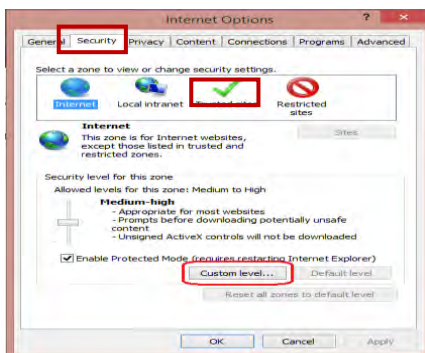 Internet Options ?
General Security Privacy Content Connections Programs Advanced
Select a zone to view or change security settings.
Internet Local intranet Trusted sites Restricted
sites
Internet
This zone is for Internet websites,
except those listed in trusted and
restricted zones.
Sites
Security level for this zone
Allowed levels for this zone: Medium to High
Medium-high
- Appropriate for most websites
- Prompts before downloading potentially unsafe
content
- Unsigned ActiveX controls will not be downloaded
Enable Protected Mode (requires restarting Internet Explorer)
Custom level... Default level
Reset all zones to default level
OK Cancel Apply